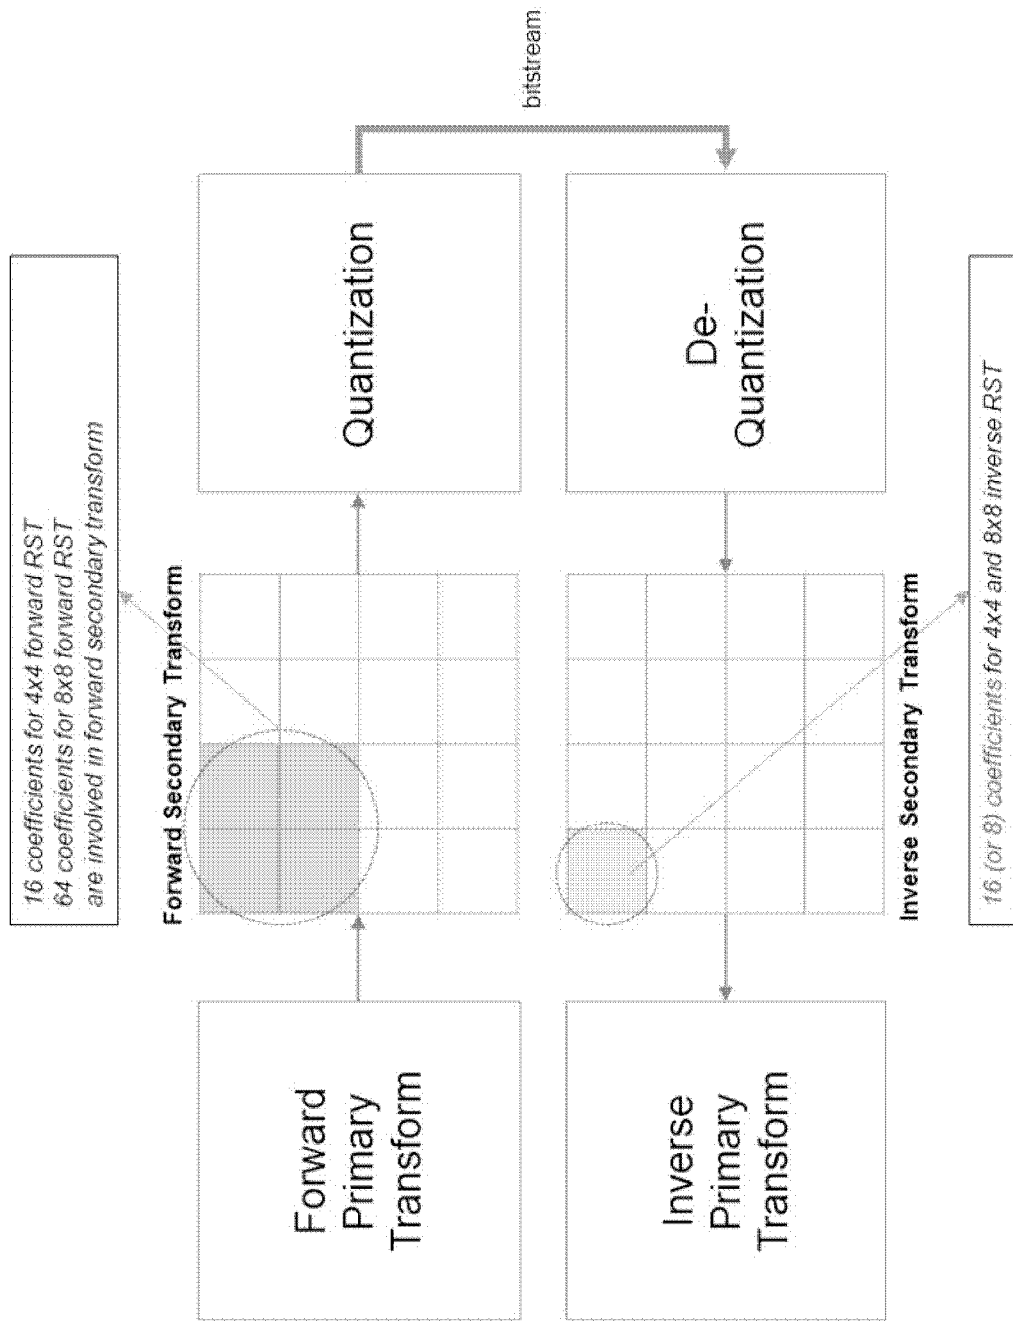 16 coefficients for 4x4 forward RST
64 coefficients for 8x8 forward RST
are involved in forward secondary transform
Forward Secondary Transform
Forward
Primary
Transform
Quantization
bitstream
Inverse
Primary
Transform
De-
Quantization
Inverse Secondary Transform
16 (or 8) coefficients for 4x4 and 8x8 inverse RST